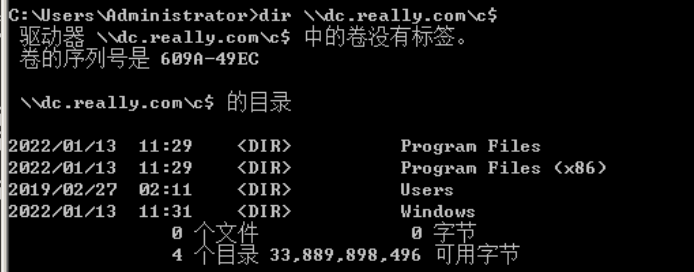 C:\Users\Administrator>dir \\dc.really.com\c$
驱动器 \\dc.really.com\c$ 中的卷没有标签。
卷的序列号是 609A-49EC
\\dc.really.com\c$ 的目录
2022/01/13  11:29    <DIR>          Program Files
2022/01/13  11:29    <DIR>          Program Files (x86)
2019/02/27  02:11    <DIR>          Users
2022/01/13  11:31    <DIR>          Windows
0 个文件              0 字节
4 个目录 33,889,898,496 可用字节